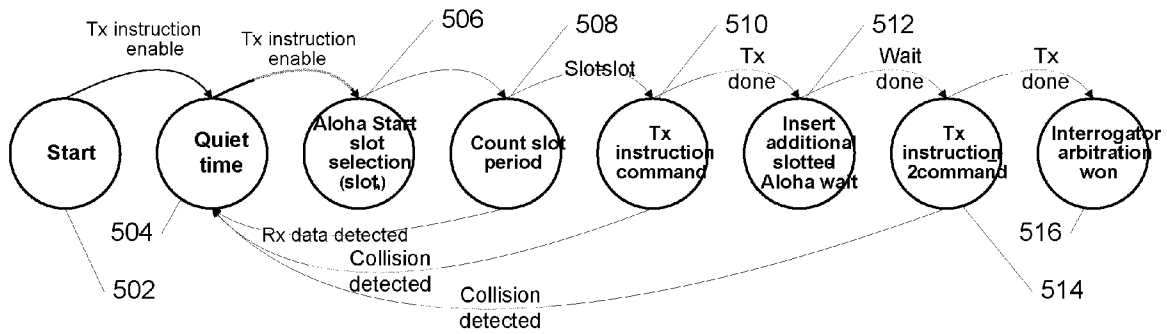 Tx instruction
enable
Tx instruction
enable
506
508
510
512
Slot=slot
Tx
done
Wait
done
Tx
done
Start
Quiet
time
Aloha Start
slot
selection
Count slot
period
Tx
instruction
command
Insert
additional
slotted-
Aloha wait
Tx
instruction-
2command
Interrogator
arbitration
won
504
502
Rx data detected
Collision
detected
Collision
detected
516
514